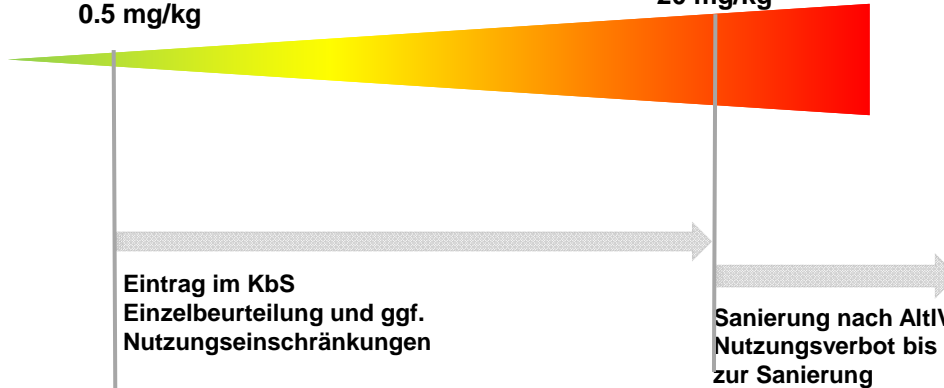 0.5 mg/kg
20 mg/kg
Eintrag im KbS
Einzelbeurteilung und ggf.
Nutzungseinschränkungen
Sanierung nach AltlV
Nutzungsverbot bis
zur Sanierung